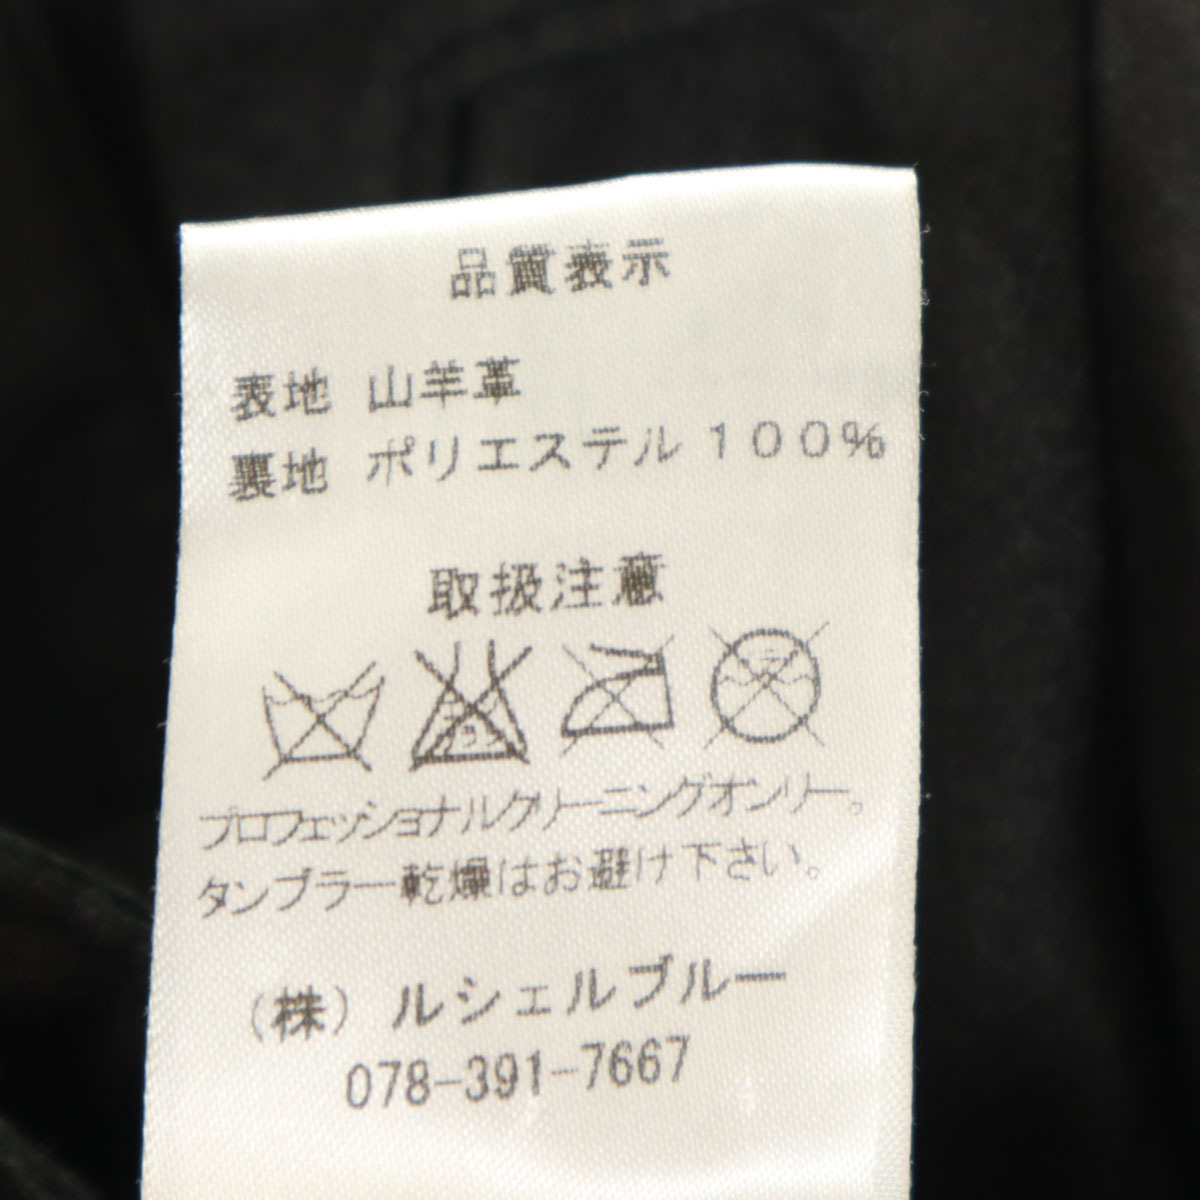 品質表示
表地 山羊革
裏地 ポリエステル100%
取扱注意
プロフェッショナルクリーニングオンリー。
タンブラー乾燥はお避け下さい。
(株)ルシェルブルー
078-391-7667